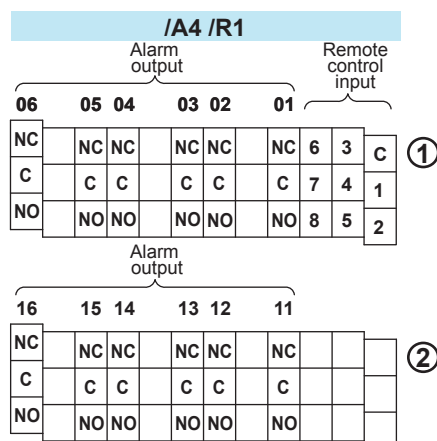 /A4 /R1
Alarm output
Remote control input
06 05 04 03 02 01
NC NC NC NC NC NC 6 3 C
C C C C C C 7 4 1
NO NO NO NO NO NO 8 5 2
①
Alarm output
16 15 14 13 12 11
NC NC NC NC NC NC
C C C C C C
NO NO NO NO NO NO
②